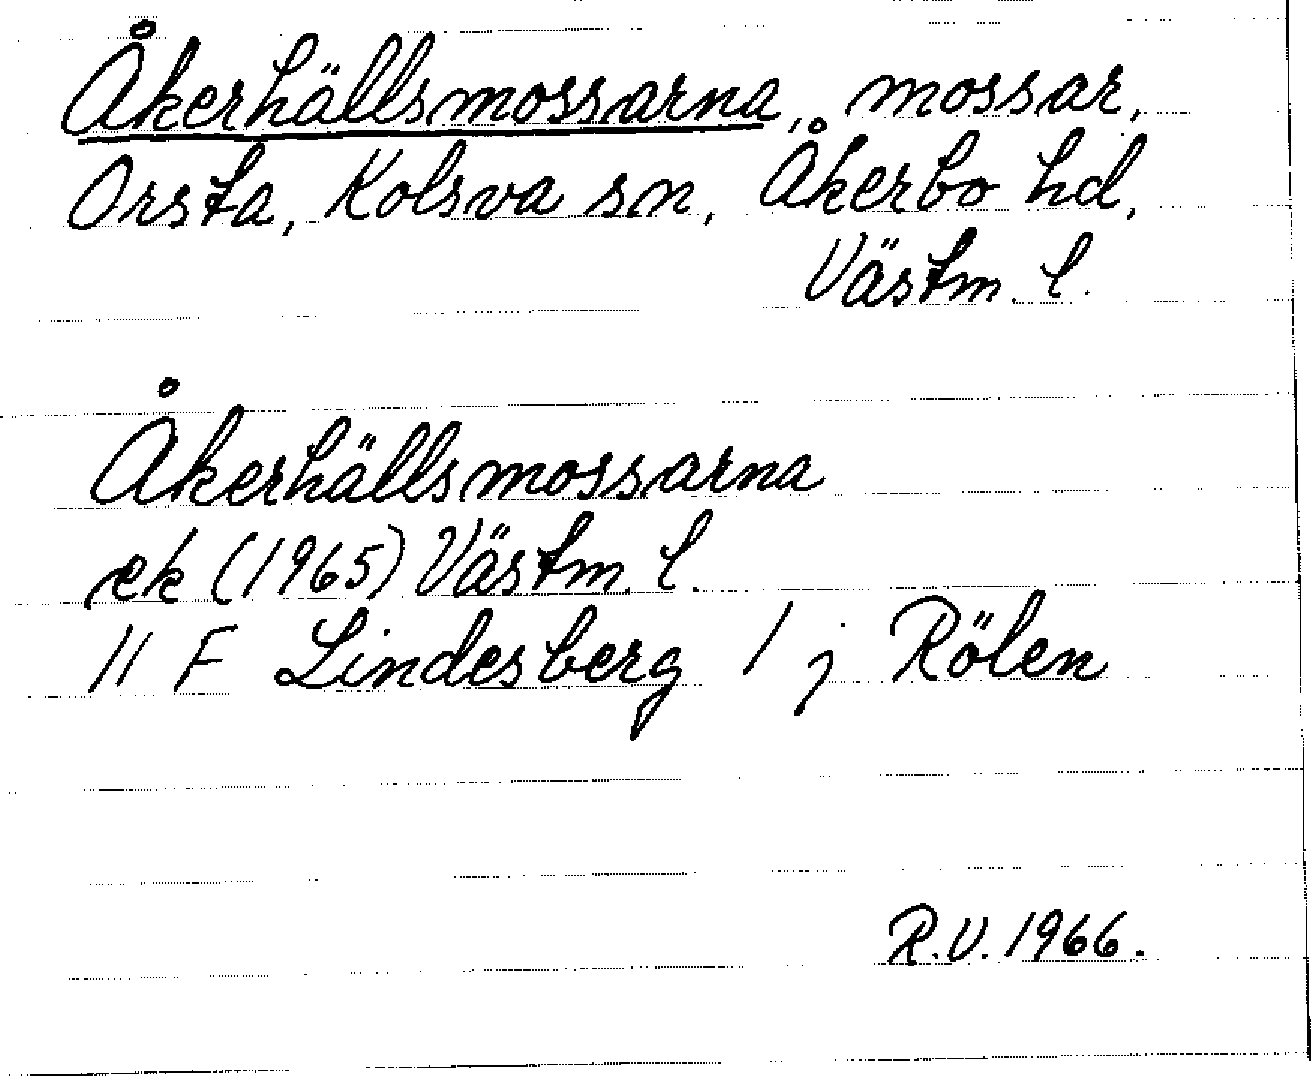 Åkerhällsmossarna, mossar,
Orsta, Kolsva sn, Åkerbo hd,
Västm. l.
Åkerhällsmossarna
ek (1965) Västm. l.
11 F Lindesberg 1 j Rölen
R.V. 1966.